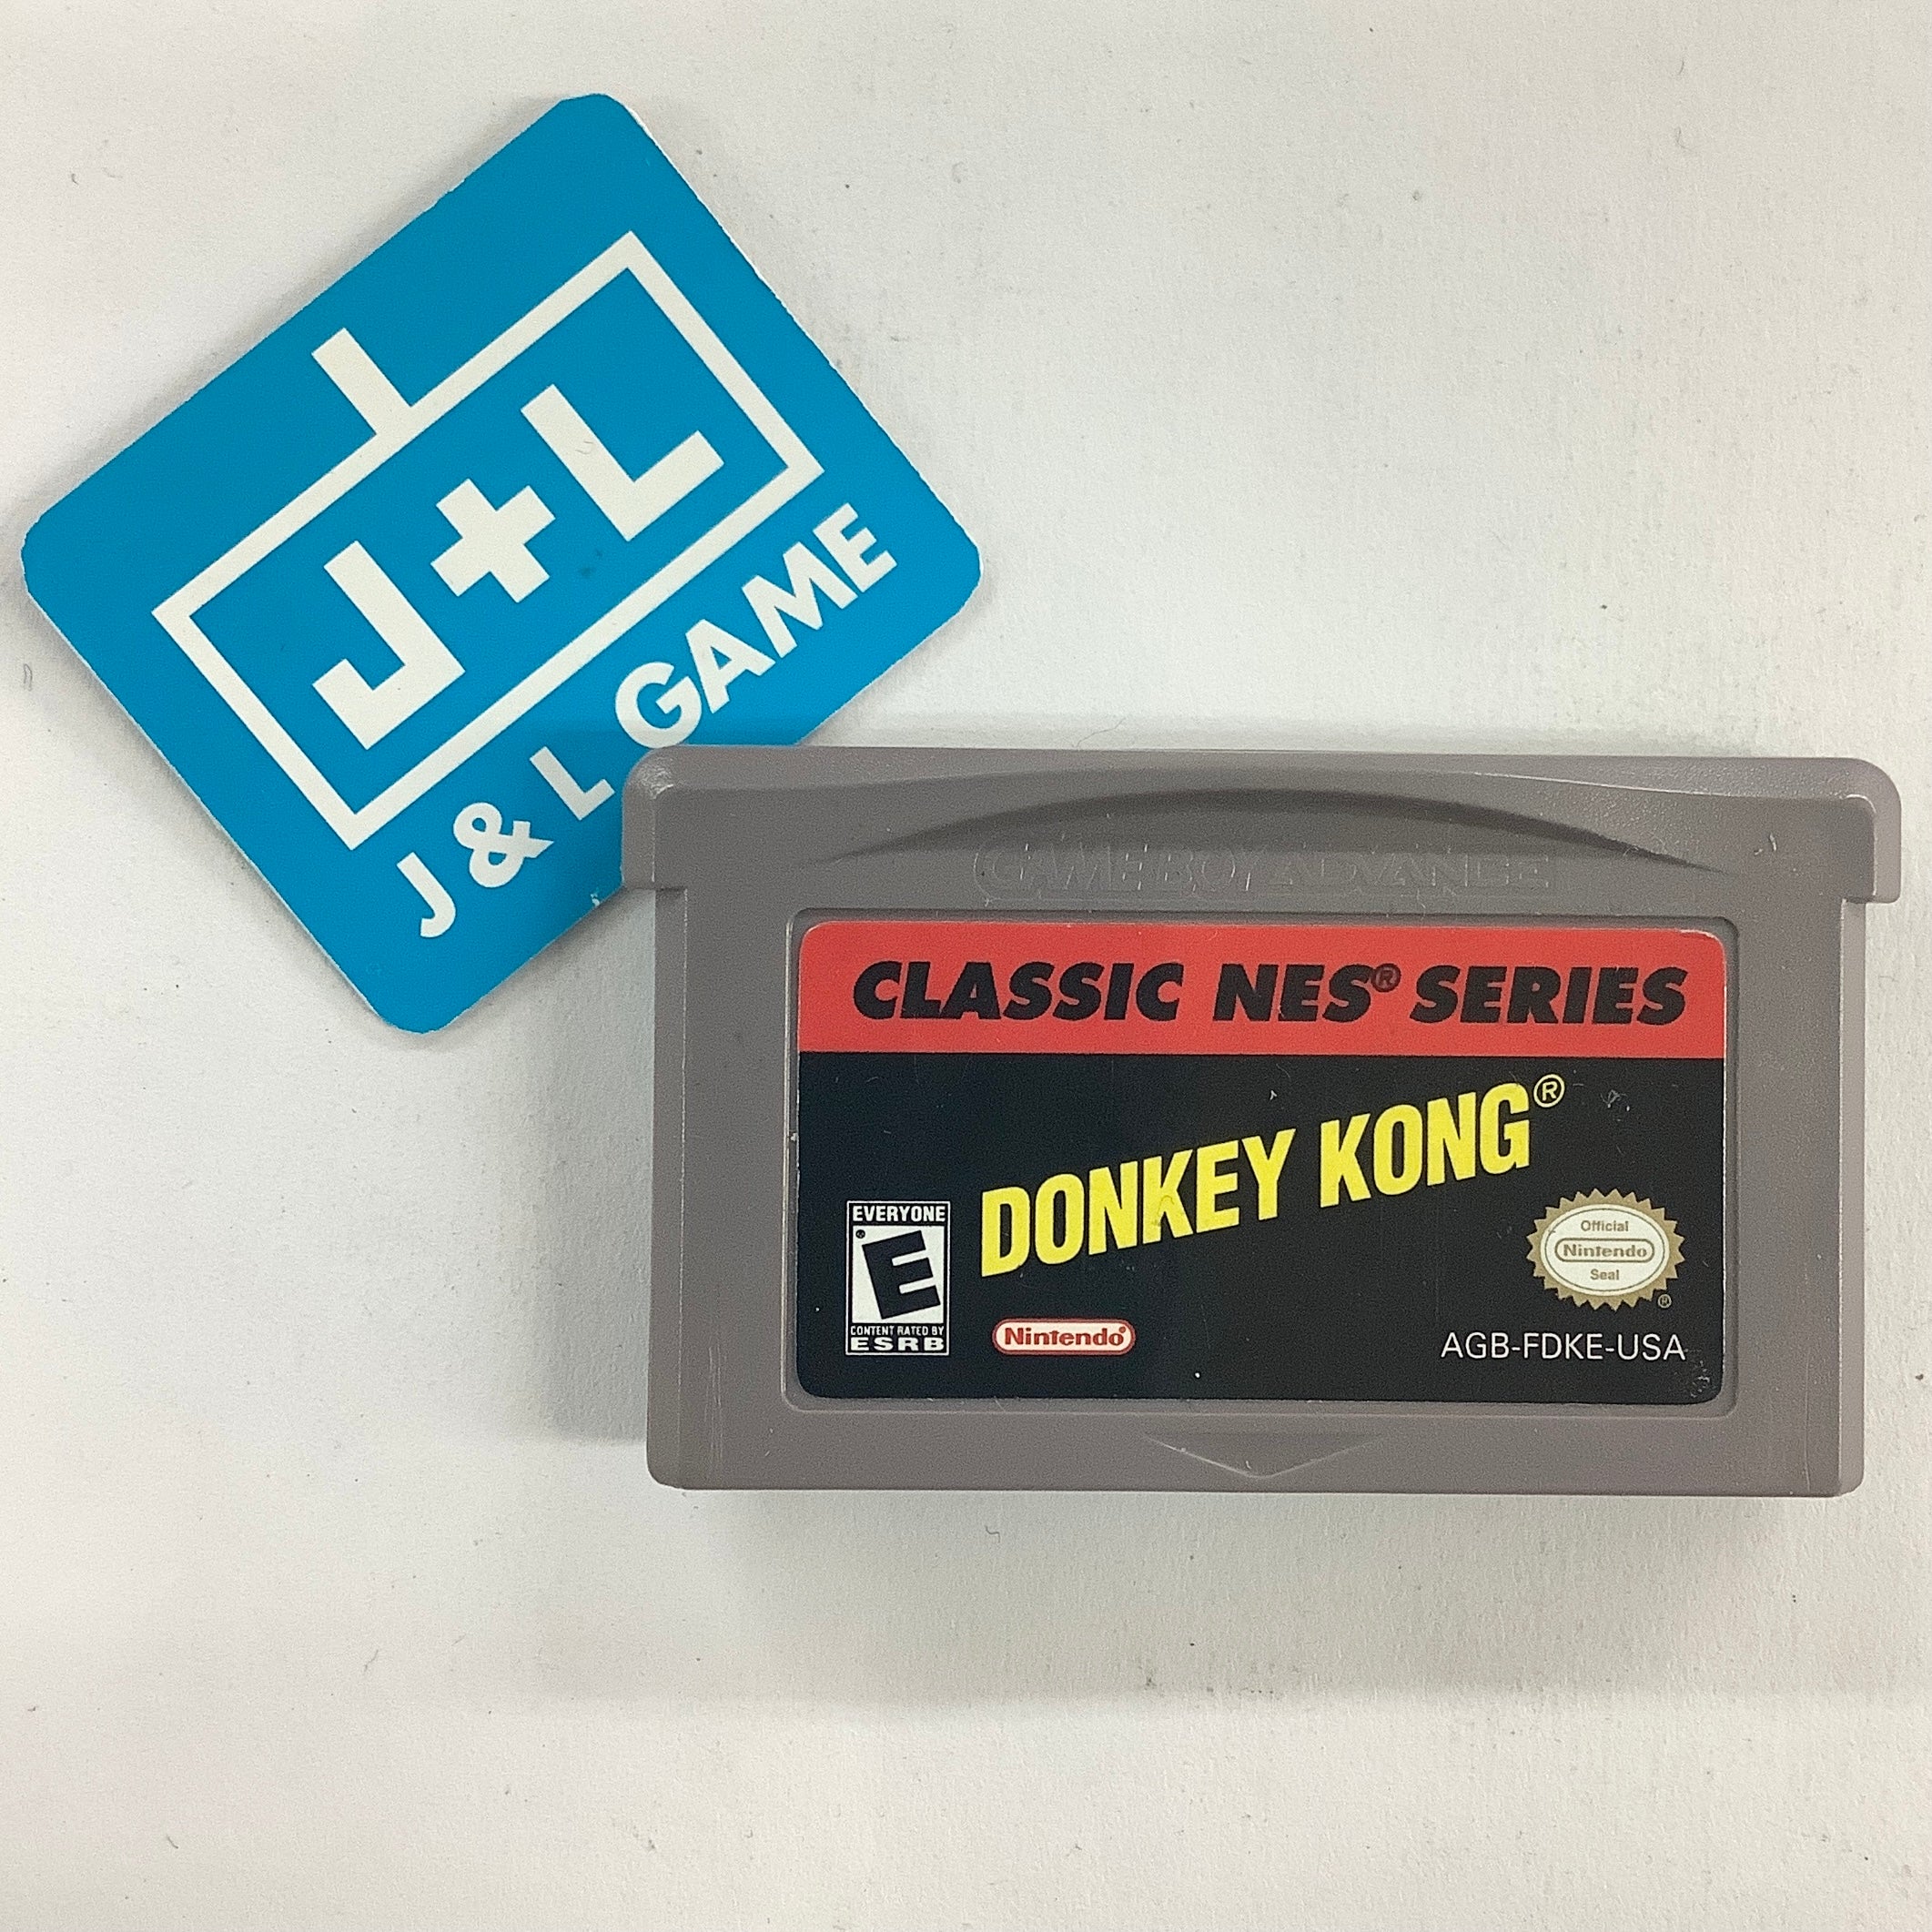 J+L
J & L GAME
GAME BOY ADVANCE
CLASSIC NES® SERIES
DONKEY KONG®
EVERYONE
E
CONTENT RATED BY
ESRB
Nintendo®
Official
Nintendo
Seal
®
AGB-FDKE-USA